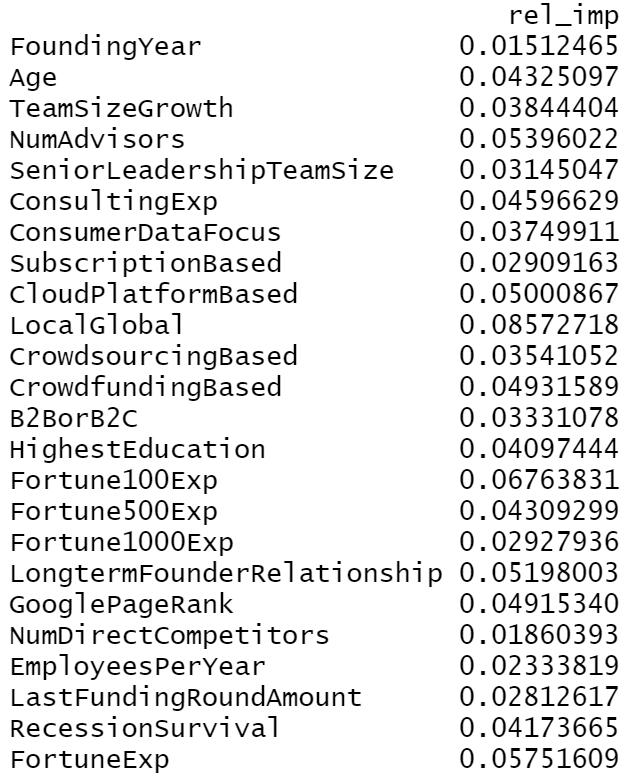 rel_imp
FoundingYear 0.01512465
Age 0.04325097
TeamSizeGrowth 0.03844404
NumAdvisors 0.05396022
SeniorLeadershipTeamSize 0.03145047
ConsultingExp 0.04596629
ConsumerDataFocus 0.03749911
SubscriptionBased 0.02909163
CloudPlatformBased 0.05000867
LocalGlobal 0.08572718
CrowdsourcingBased 0.03541052
CrowdfundingBased 0.04931589
B2BorB2C 0.03331078
HighestEducation 0.04097444
Fortune100Exp 0.06763831
Fortune500Exp 0.04309299
Fortune1000Exp 0.02927936
LongtermFounderRelationship 0.05198003
GooglePageRank 0.04915340
NumDirectCompetitors 0.01860393
EmployeesPerYear 0.02333819
LastFundingRoundAmount 0.02812617
RecessionSurvival 0.04173665
FortuneExp 0.05751609